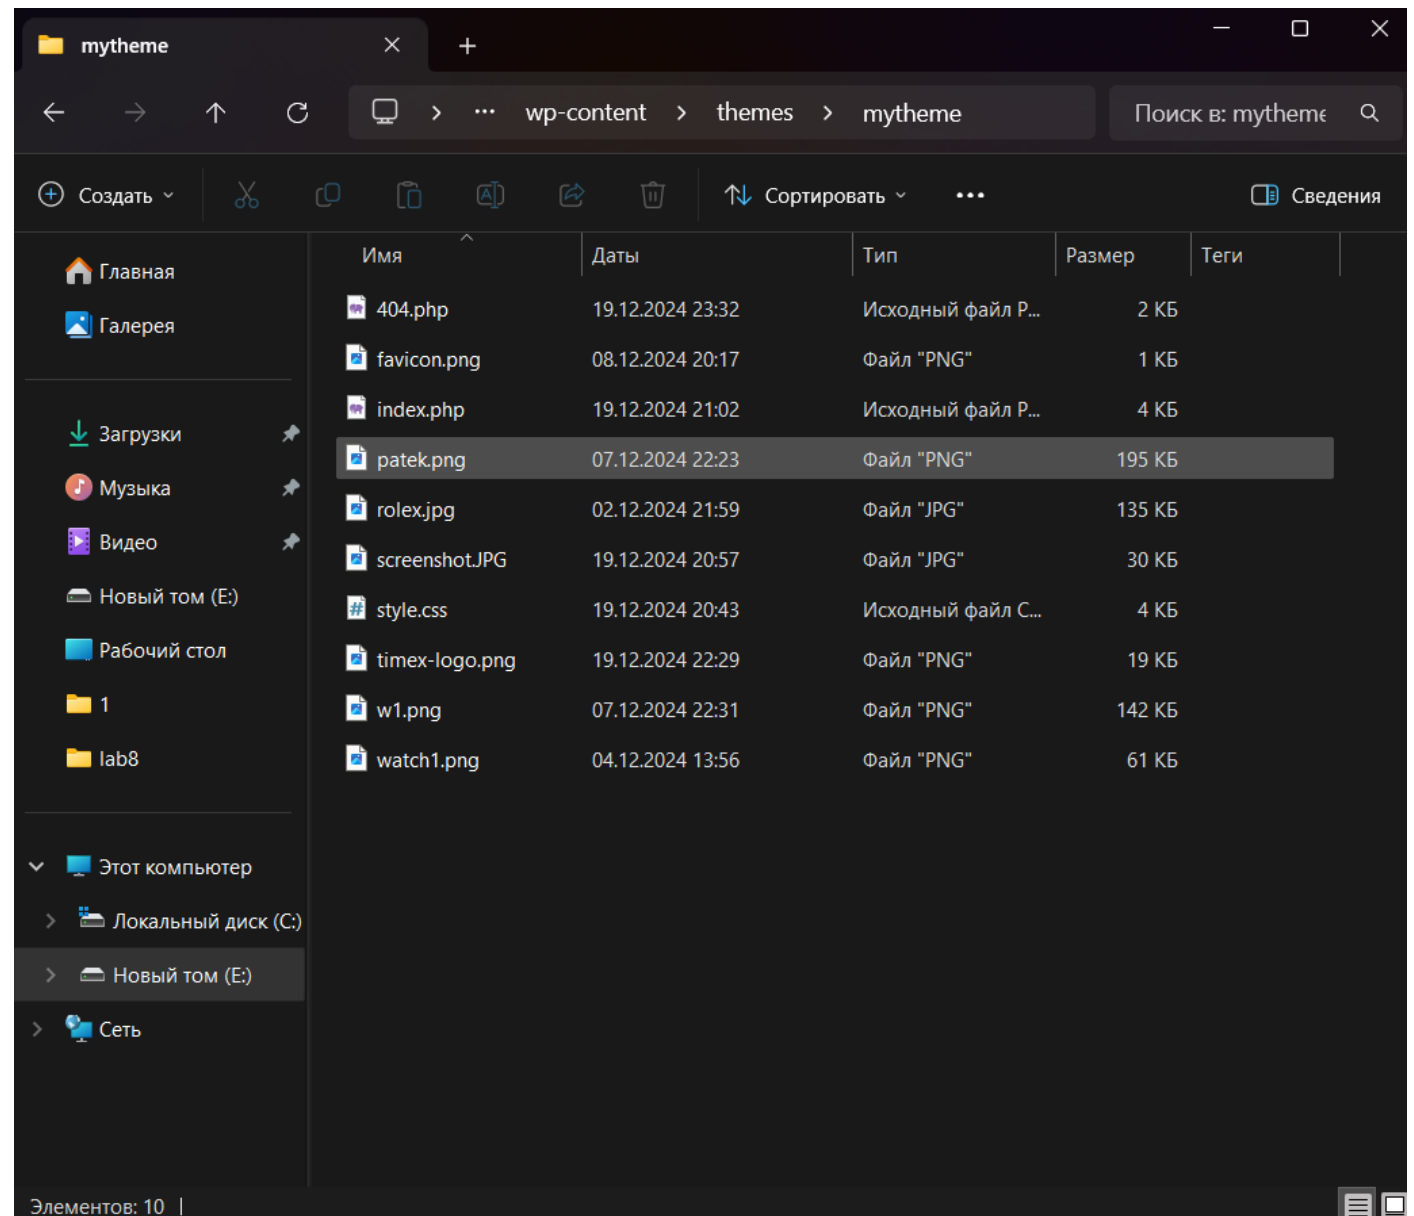 mytheme
wp-content > themes > mytheme
Поиск в: mytheme
Создать
Сортировать
Сведения
Главная
Галерея
Загрузки
Музыка
Видео
Новый том (E:)
Рабочий стол
1
lab8
Этот компьютер
Локальный диск (C:)
Новый том (E:)
Сеть
Имя Даты Тип Размер Теги
404.php 19.12.2024 23:32 Исходный файл P... 2 КБ
favicon.png 08.12.2024 20:17 Файл "PNG" 1 КБ
index.php 19.12.2024 21:02 Исходный файл P... 4 КБ
patek.png 07.12.2024 22:23 Файл "PNG" 195 КБ
rolex.jpg 02.12.2024 21:59 Файл "JPG" 135 КБ
screenshot.JPG 19.12.2024 20:57 Файл "JPG" 30 КБ
style.css 19.12.2024 20:43 Исходный файл C... 4 КБ
timex-logo.png 19.12.2024 22:29 Файл "PNG" 19 КБ
w1.png 07.12.2024 22:31 Файл "PNG" 142 КБ
watch1.png 04.12.2024 13:56 Файл "PNG" 61 КБ
Элементов: 10